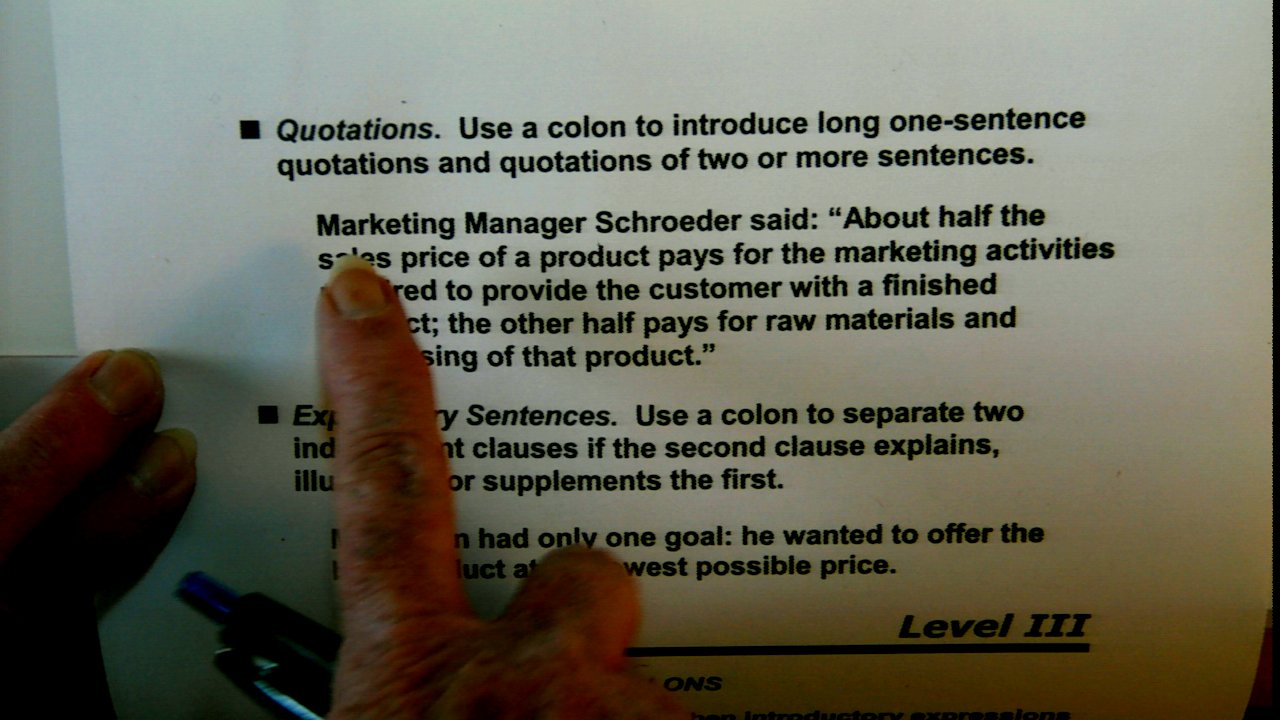 ■ Quotations. Use a colon to introduce long one-sentence
quotations and quotations of two or more sentences.
Marketing Manager Schroeder said: “About half the
sales price of a product pays for the marketing activities
to provide the customer with a finished
the other half pays for raw materials and
of that product.”
■ Sentences. Use a colon to separate two
clauses if the second clause explains,
or supplements the first.
had only one goal: he wanted to offer the
possible price.
Level III
introductory expressions